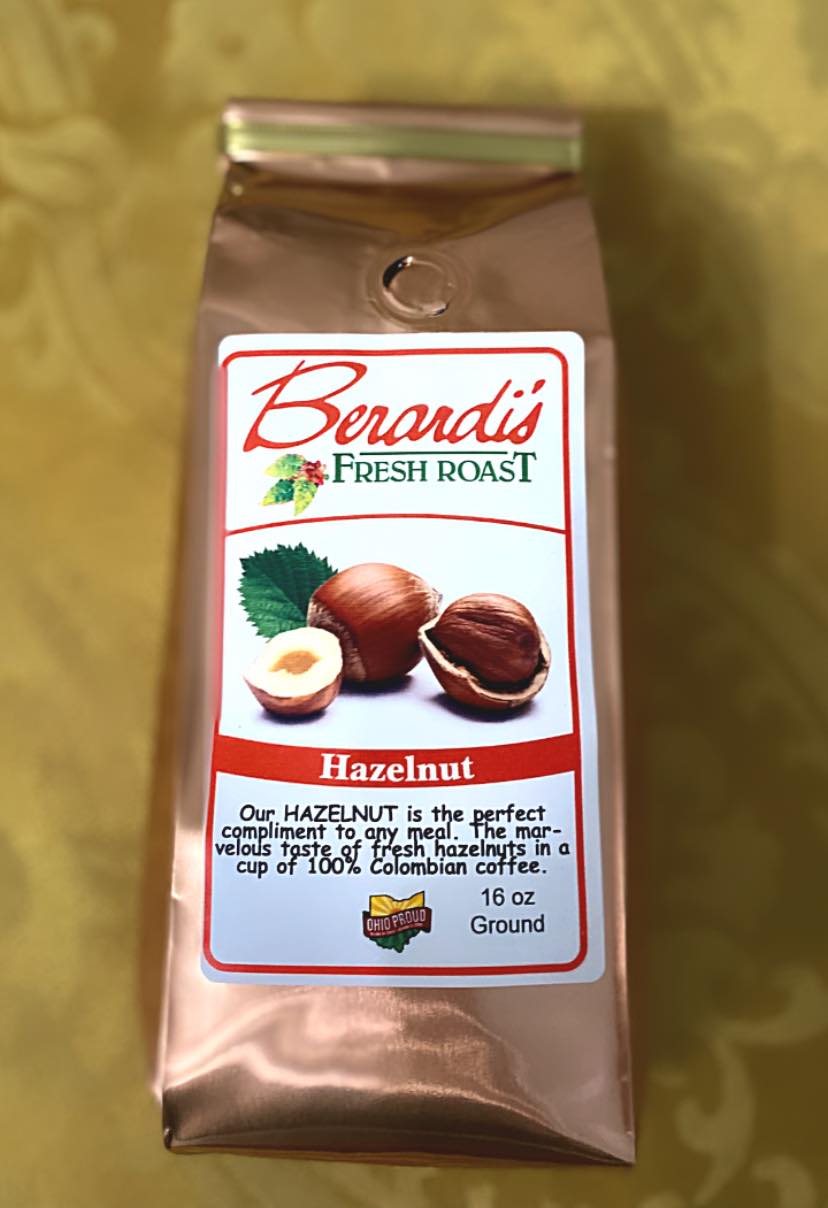 Berardi's
FRESH ROAST
Hazelnut
Our HAZELNUT is the perfect
compliment to any meal. The mar-
velous taste of fresh hazelnuts in a
cup of 100% Colombian coffee.
16 oz
Ground
OHIO PROUD